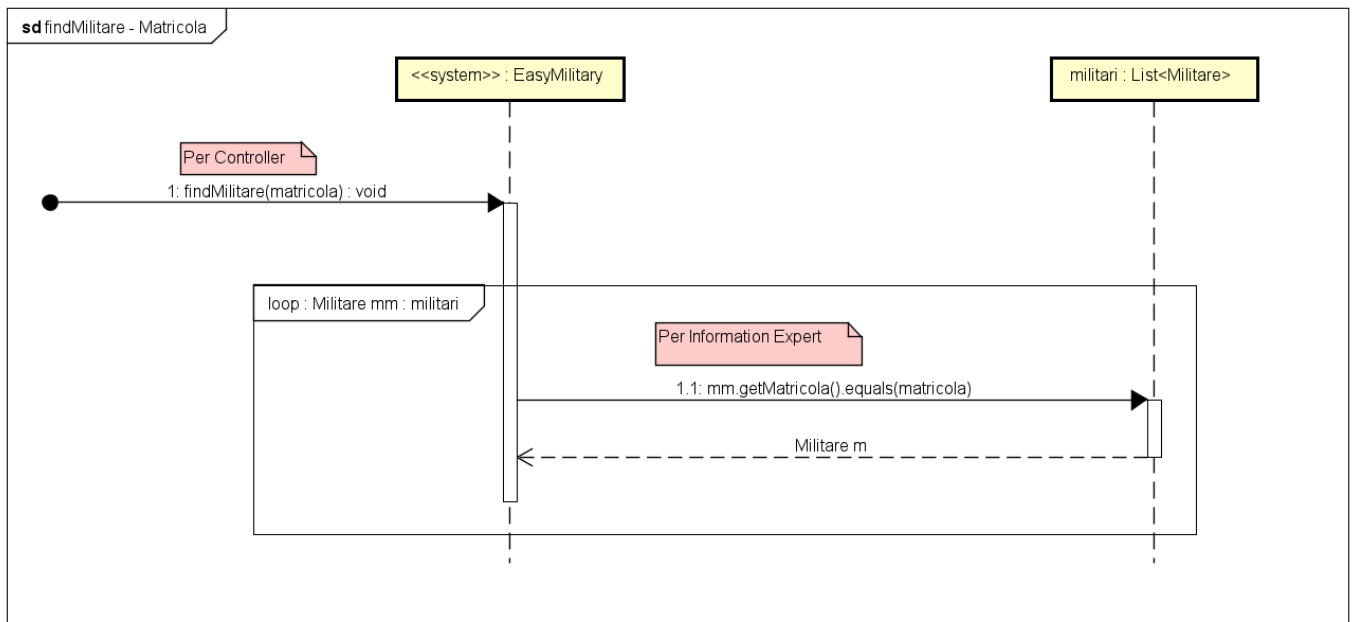 sd findMilitare - Matricola
<<system>> : EasyMilitary
militari : List<Militare>
Per Controller
1: findMilitare(matricola) : void
loop : Militare mm : militari
Per Information Expert
1.1: mm.getMatricola().equals(matricola)
Militare m